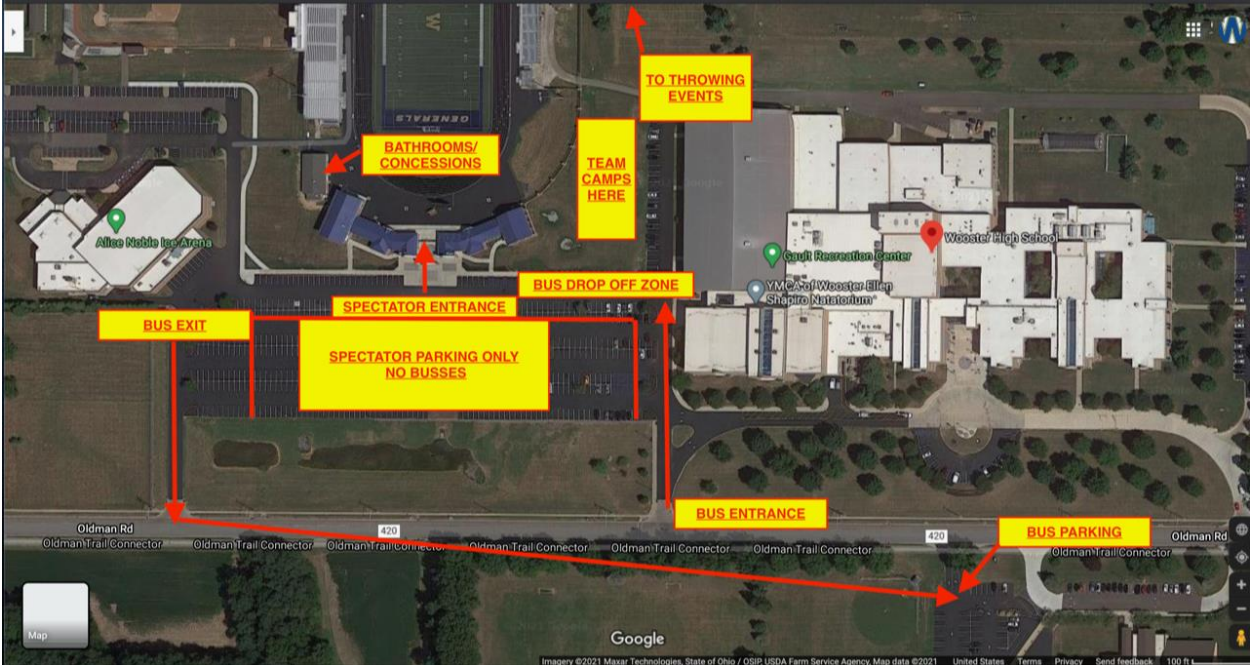 W
GENERALS
TO THROWING
EVENTS
BATHROOMS/
CONCESSIONS
TEAM
CAMPS
HERE
Alice Noble Ice Arena
Wooster High School
Gault Recreation Center
YMCA of Wooster-Ellen
Shapiro Natatorium
BUS DROP OFF ZONE
SPECTATOR ENTRANCE
BUS EXIT
SPECTATOR PARKING ONLY
NO BUSSES
BUS ENTRANCE
BUS PARKING
Oldman Rd
420
420
Oldman Rd
Oldman Trail Connector
Oldman Trail Connector
Oldman Trail Connector
Oldman Trail Connector
Oldman Trail Connector
Oldman Trail Connector
Oldman Trail Connector
Map
Google
Imagery ©2021 Maxar Technologies, State of Ohio / OSIP, USDA Farm Service Agency, Map data ©2021 United States Terms Privacy Send feedback 100 ft